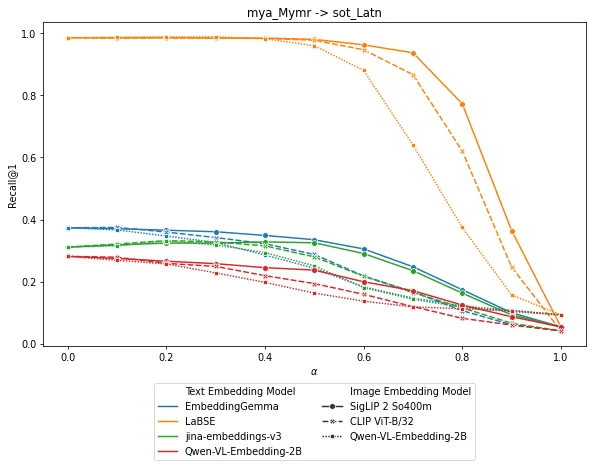 mya_Mymr -> sot_Latn
Recall@1
1.0
0.8
0.6
0.4
0.2
0.0
0.0 0.2 0.4 0.6 0.8 1.0
α
Text Embedding Model
EmbeddingGemma
LaBSE
jina-embeddings-v3
Qwen-VL-Embedding-2B
Image Embedding Model
SigLIP 2 So400m
CLIP ViT-B/32
Qwen-VL-Embedding-2B